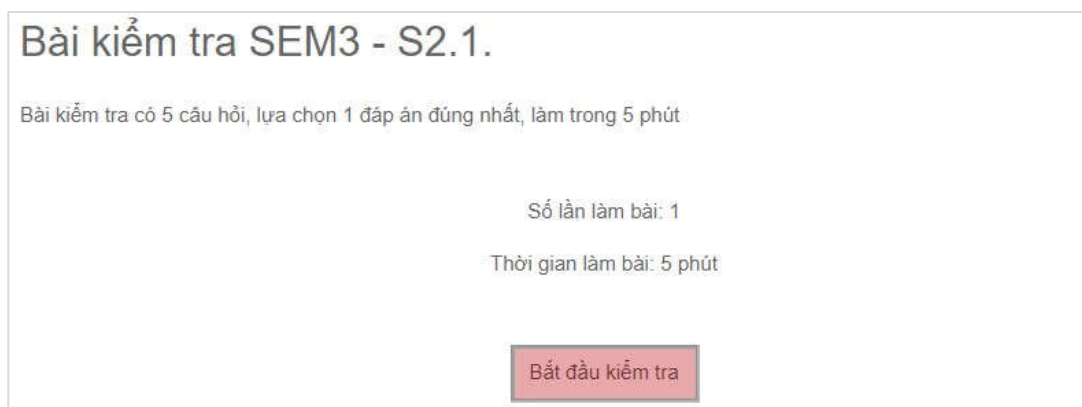 Bài kiểm tra SEM3 - S2.1.
Bài kiểm tra có 5 câu hỏi, lựa chọn 1 đáp án đúng nhất, làm trong 5 phút
Số lần làm bài: 1
Thời gian làm bài: 5 phút
Bắt đầu kiểm tra